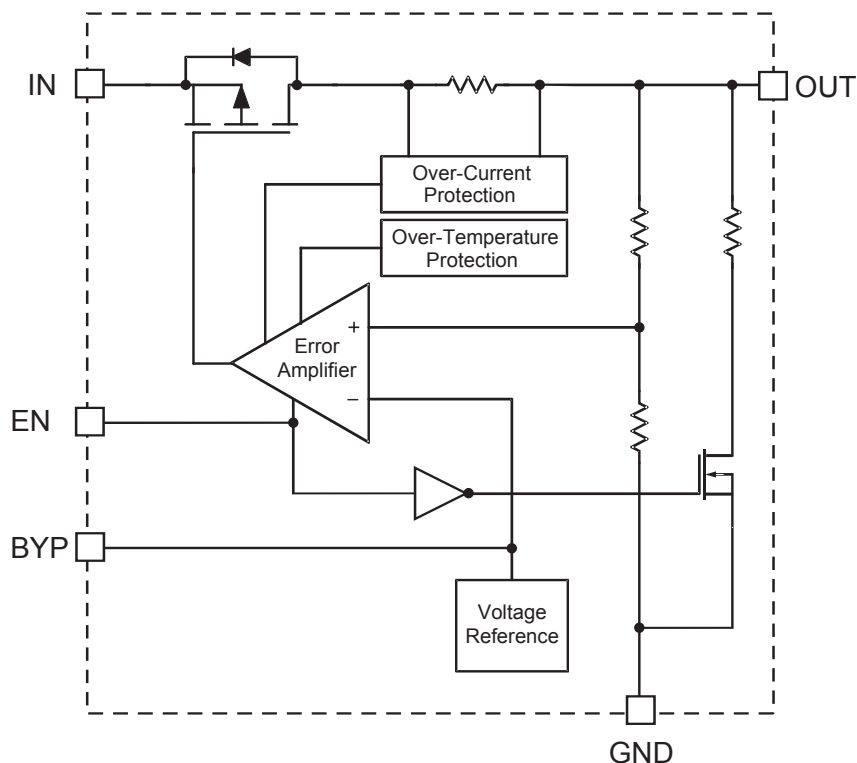 IN
OUT
Over-Current
Protection
Over-Temperature
Protection
+
Error
Amplifier
−
EN
BYP
Voltage
Reference
GND